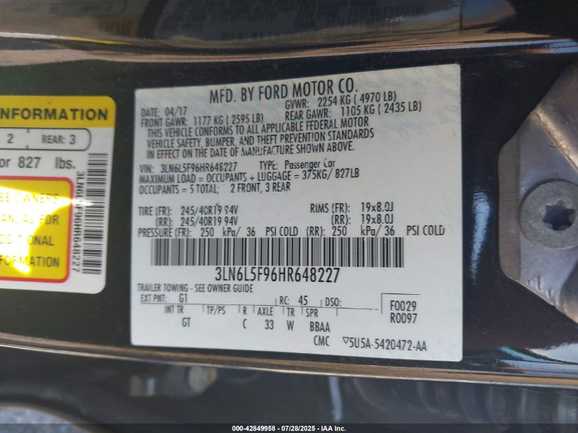 MFD. BY FORD MOTOR CO.
DATE: 04/17 GVWR: 2254 KG ( 4970 LB)
FRONT GAWR: 1177 KG ( 2595 LB) REAR GAWR: 1105 KG ( 2435 LB)
THIS VEHICLE CONFORMS TO ALL APPLICABLE FEDERAL MOTOR
VEHICLE SAFETY, BUMPER, AND THEFT PREVENTION STANDARDS
IN EFFECT ON THE DATE OF MANUFACTURE SHOWN ABOVE.
VIN: 3LN6L5F96HR648227 TYPE: Passenger Car
MAXIMUM LOAD = OCCUPANTS + LUGGAGE = 375KG/ 827LB
OCCUPANTS = 5 TOTAL: 2 FRONT, 3 REAR
TIRE (FR): 245/40R19 94V RIMS (FR): 19x8.0J
(RR): 245/40R19 94V (RR): 19x8.0J
PRESSURE (FR): 250 kPa/ 36 PSI COLD (RR): 250 kPa/ 36 PSI COLD
3LN6L5F96HR648227
TRAILER TOWING - SEE OWNER GUIDE
EXT PNT: G1 RC: 45 DSO: F0029
INT TR TP/PS R AXLE TR SPR R0097
GT C 33 W BBAA
CMC 5U5A-5420472-AA
INFORMATION
2 REAR: 3
or 827 lbs.
OWNERS
MANUAL FOR
INFORMATION
3LN6L5F96HR648227
000-42849958 07/28/2025 IAA Inc.